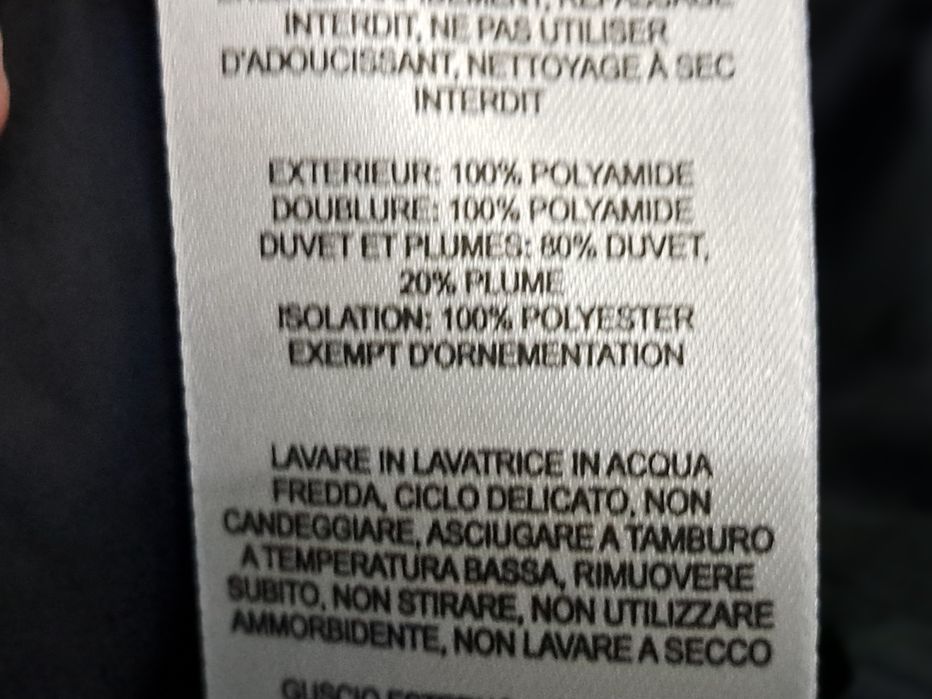 INTERDIT, NE PAS UTILISER
D'ADOUCISSANT, NETTOYAGE À SEC
INTERDIT
EXTERIEUR: 100% POLYAMIDE
DOUBLURE: 100% POLYAMIDE
DUVET ET PLUMES: 80% DUVET,
20% PLUME
ISOLATION: 100% POLYESTER
EXEMPT D'ORNEMENTATION
LAVARE IN LAVATRICE IN ACQUA
FREDDA, CICLO DELICATO, NON
CANDEGGIARE, ASCIUGARE A TAMBURO
A TEMPERATURA BASSA, RIMUOVERE
SUBITO, NON STIRARE, NON UTILIZZARE
AMMORBIDENTE, NON LAVARE A SECCO